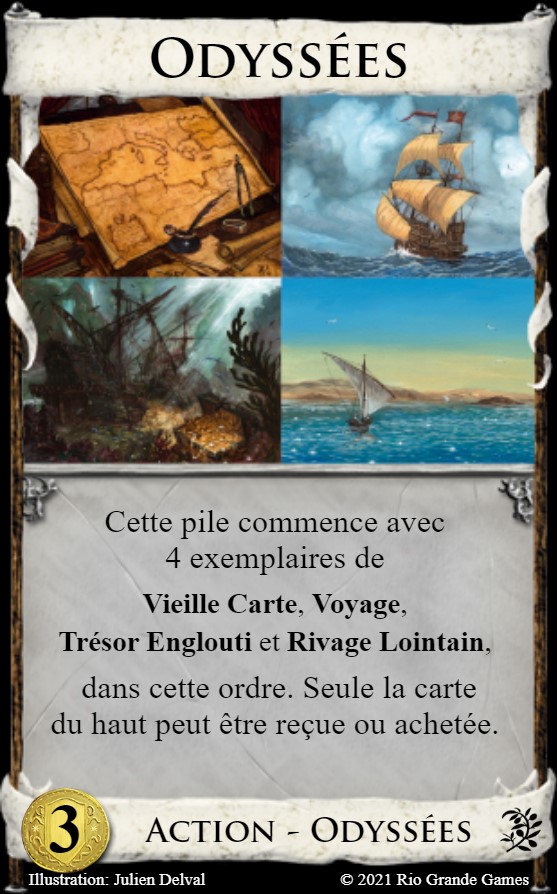 Odyssées
Cette pile commence avec
4 exemplaires de
Vieille Carte, Voyage,
Trésor Englouti et Rivage Lointain,
dans cette ordre. Seule la carte
du haut peut être reçue ou achetée.
3
Action - Odyssées
Illustration: Julien Delval
© 2021 Rio Grande Games